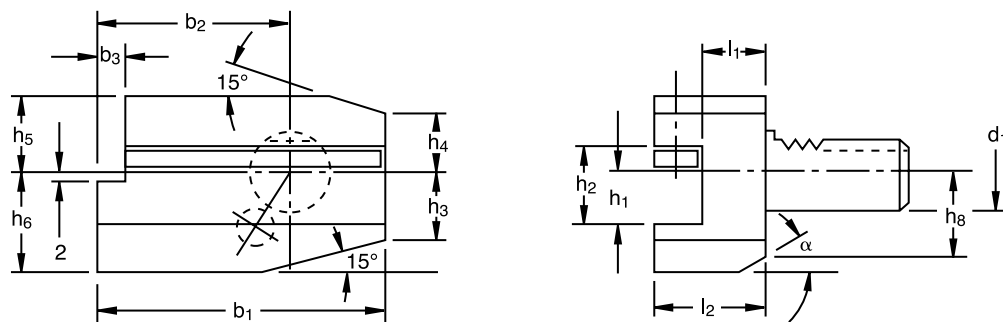 b₂
b₃
15°
h₅
h₄
h₆
h₃
2
15°
b₁
l₁
h₂
h₁
h₈
α
l₂